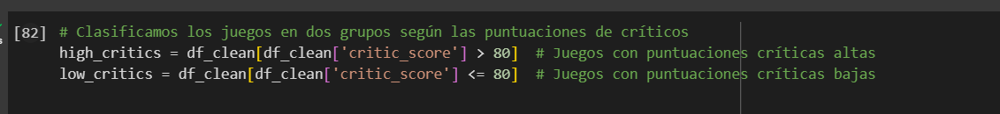 [82] # Clasificamos los juegos en dos grupos según las puntuaciones de críticos
high_critics = df_clean[df_clean['critic_score'] > 80]  # Juegos con puntuaciones críticas altas
low_critics = df_clean[df_clean['critic_score'] <= 80]  # Juegos con puntuaciones críticas bajas